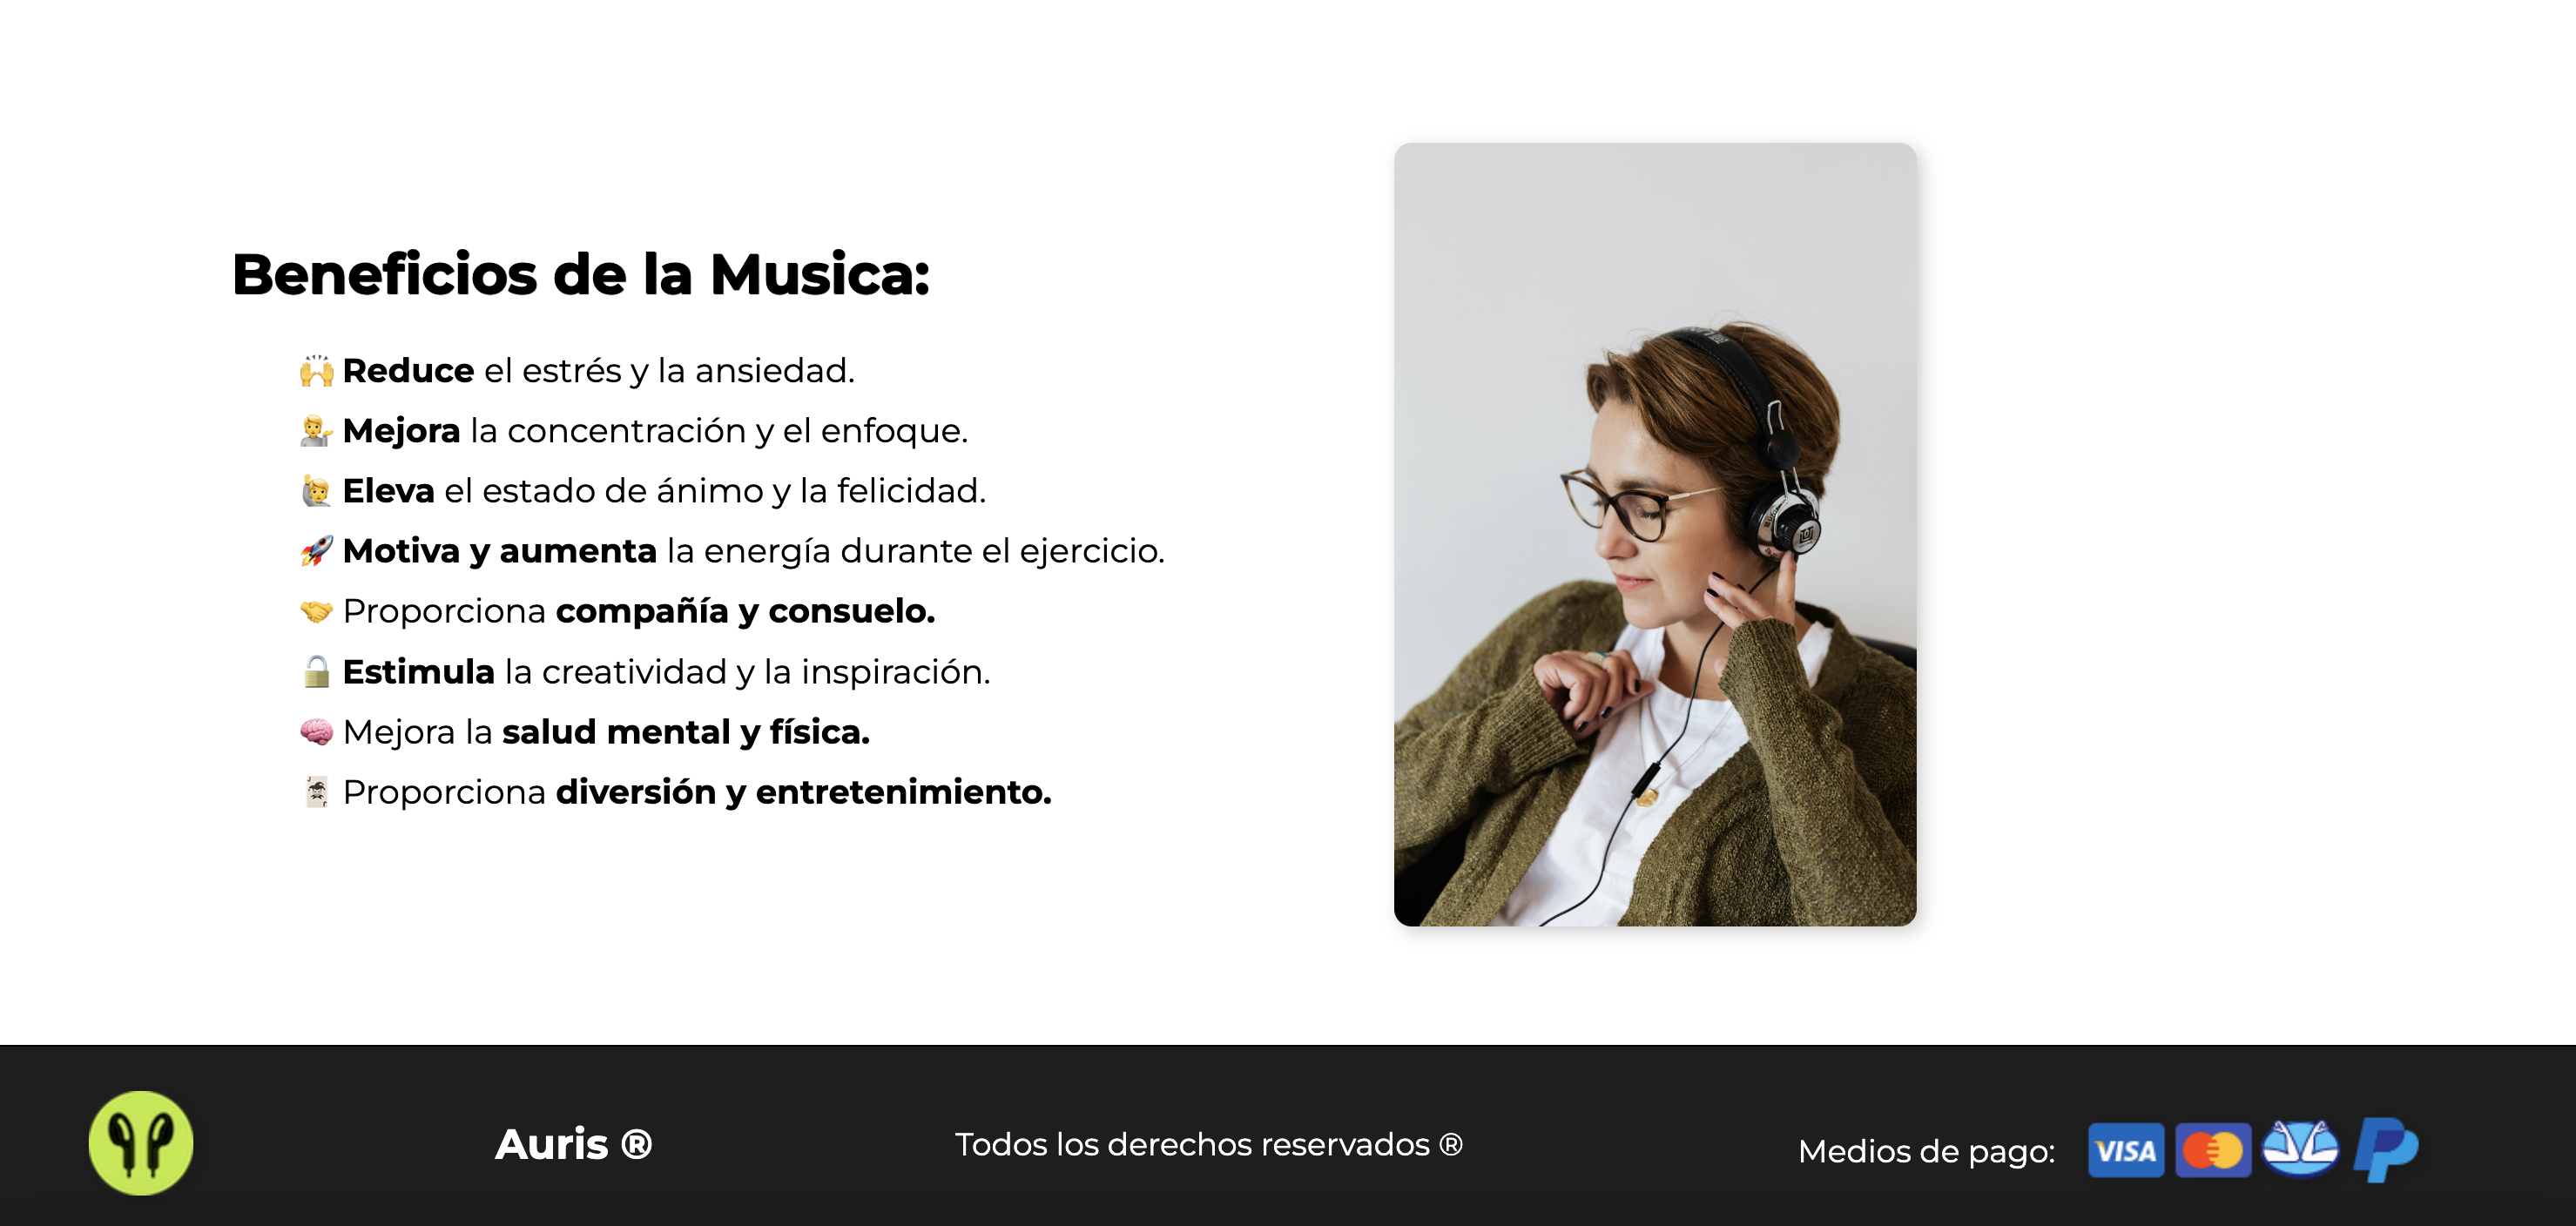 Beneficios de la Musica:
🙌 Reduce el estrés y la ansiedad.
💁 Mejora la concentración y el enfoque.
🙋 Eleva el estado de ánimo y la felicidad.
🚀 Motiva y aumenta la energía durante el ejercicio.
🤝 Proporciona compañía y consuelo.
🔓 Estimula la creatividad y la inspiración.
🧠 Mejora la salud mental y física.
🃏 Proporciona diversión y entretenimiento.
Auris ®
Todos los derechos reservados ®
Medios de pago:
VISA